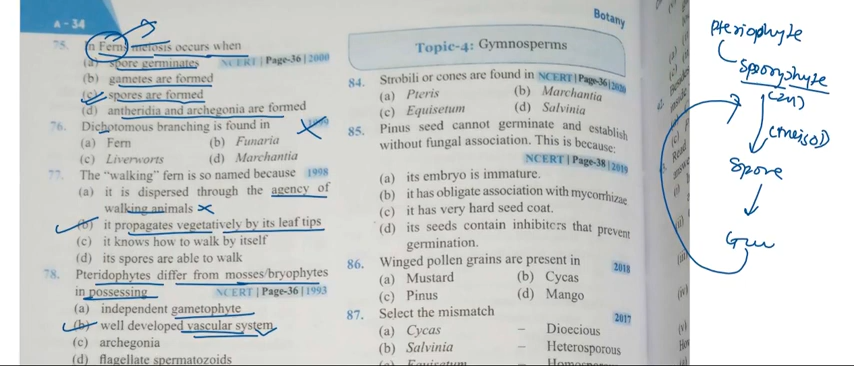 A - 34
Botany
75. In Ferns meiosis occurs when
(a) spore germinates NCERT | Page-36 | 2000
(b) gametes are formed
(c) spores are formed
(d) antheridia and archegonia are formed
76. Dichotomous branching is found in 1999
(a) Fern (b) Funaria
(c) Liverworts (d) Marchantia
77. The “walking” fern is so named because 1998
(a) it is dispersed through the agency of
walking animals
(b) it propagates vegetatively by its leaf tips
(c) it knows how to walk by itself
(d) its spores are able to walk
78. Pteridophytes differ from mosses/bryophytes
in possessing NCERT | Page-36 | 1993
(a) independent gametophyte
(b) well developed vascular system
(c) archegonia
(d) flagellate spermatozoids
Topic-4: Gymnosperms
84. Strobili or cones are found in NCERT | Page-36 | 2020
(a) Pteris (b) Marchantia
(c) Equisetum (d) Salvinia
85. Pinus seed cannot germinate and establish
without fungal association. This is because:
NCERT | Page-38 | 2019
(a) its embryo is immature.
(b) it has obligate association with mycorrhizae
(c) it has very hard seed coat.
(d) its seeds contain inhibitors that prevent
germination.
86. Winged pollen grains are present in 2018
(a) Mustard (b) Cycas
(c) Pinus (d) Mango
87. Select the mismatch 2017
(a) Cycas – Dioecious
(b) Salvinia – Heterosporous
(c) Equisetum – Homosporous
Pteriophyte
Sporophyte
(2n)
Spore